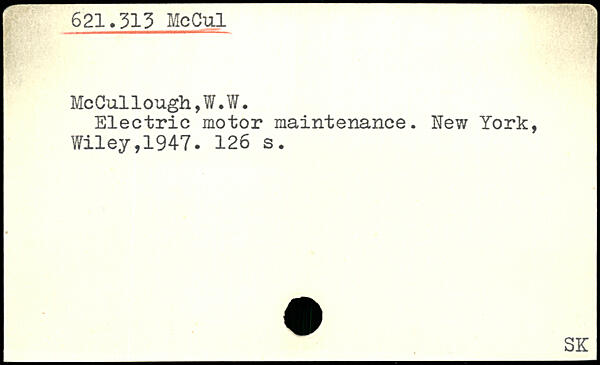 621.313 McCul
McCullough,W.W.
Electric motor maintenance. New York,
Wiley,1947. 126 s.
SK